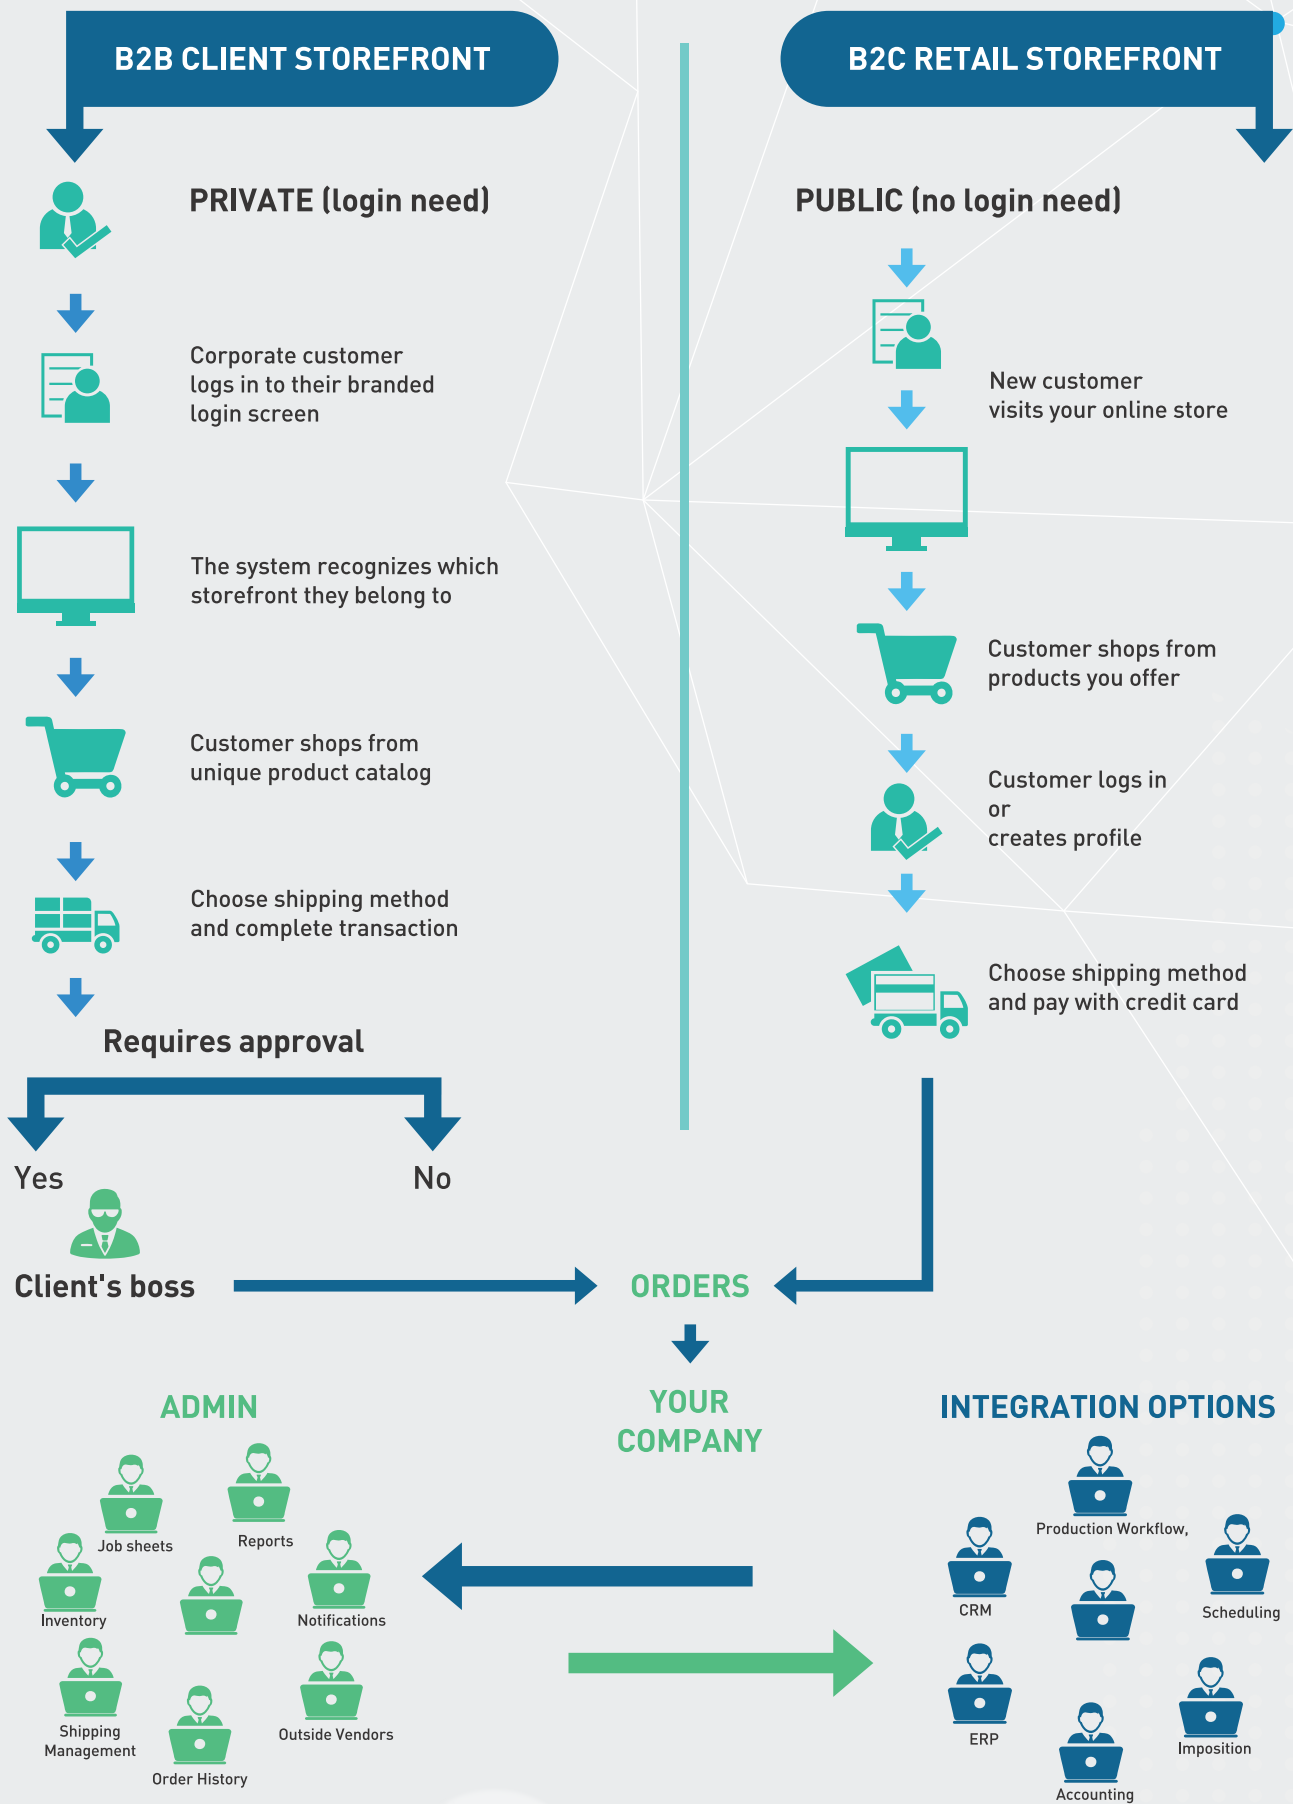 B2B CLIENT STOREFRONT
PRIVATE (login need)
Corporate customer
logs in to their branded
login screen
The system recognizes which
storefront they belong to
Customer shops from
unique product catalog
Choose shipping method
and complete transaction
Requires approval
Yes
No
Client's boss
B2C RETAIL STOREFRONT
PUBLIC (no login need)
New customer
visits your online store
Customer shops from
products you offer
Customer logs in
or
creates profile
Choose shipping method
and pay with credit card
ORDERS
YOUR
COMPANY
ADMIN
Job sheets
Reports
Inventory
Notifications
Shipping
Management
Order History
Outside Vendors
INTEGRATION OPTIONS
Production Workflow,
CRM
Scheduling
ERP
Imposition
Accounting